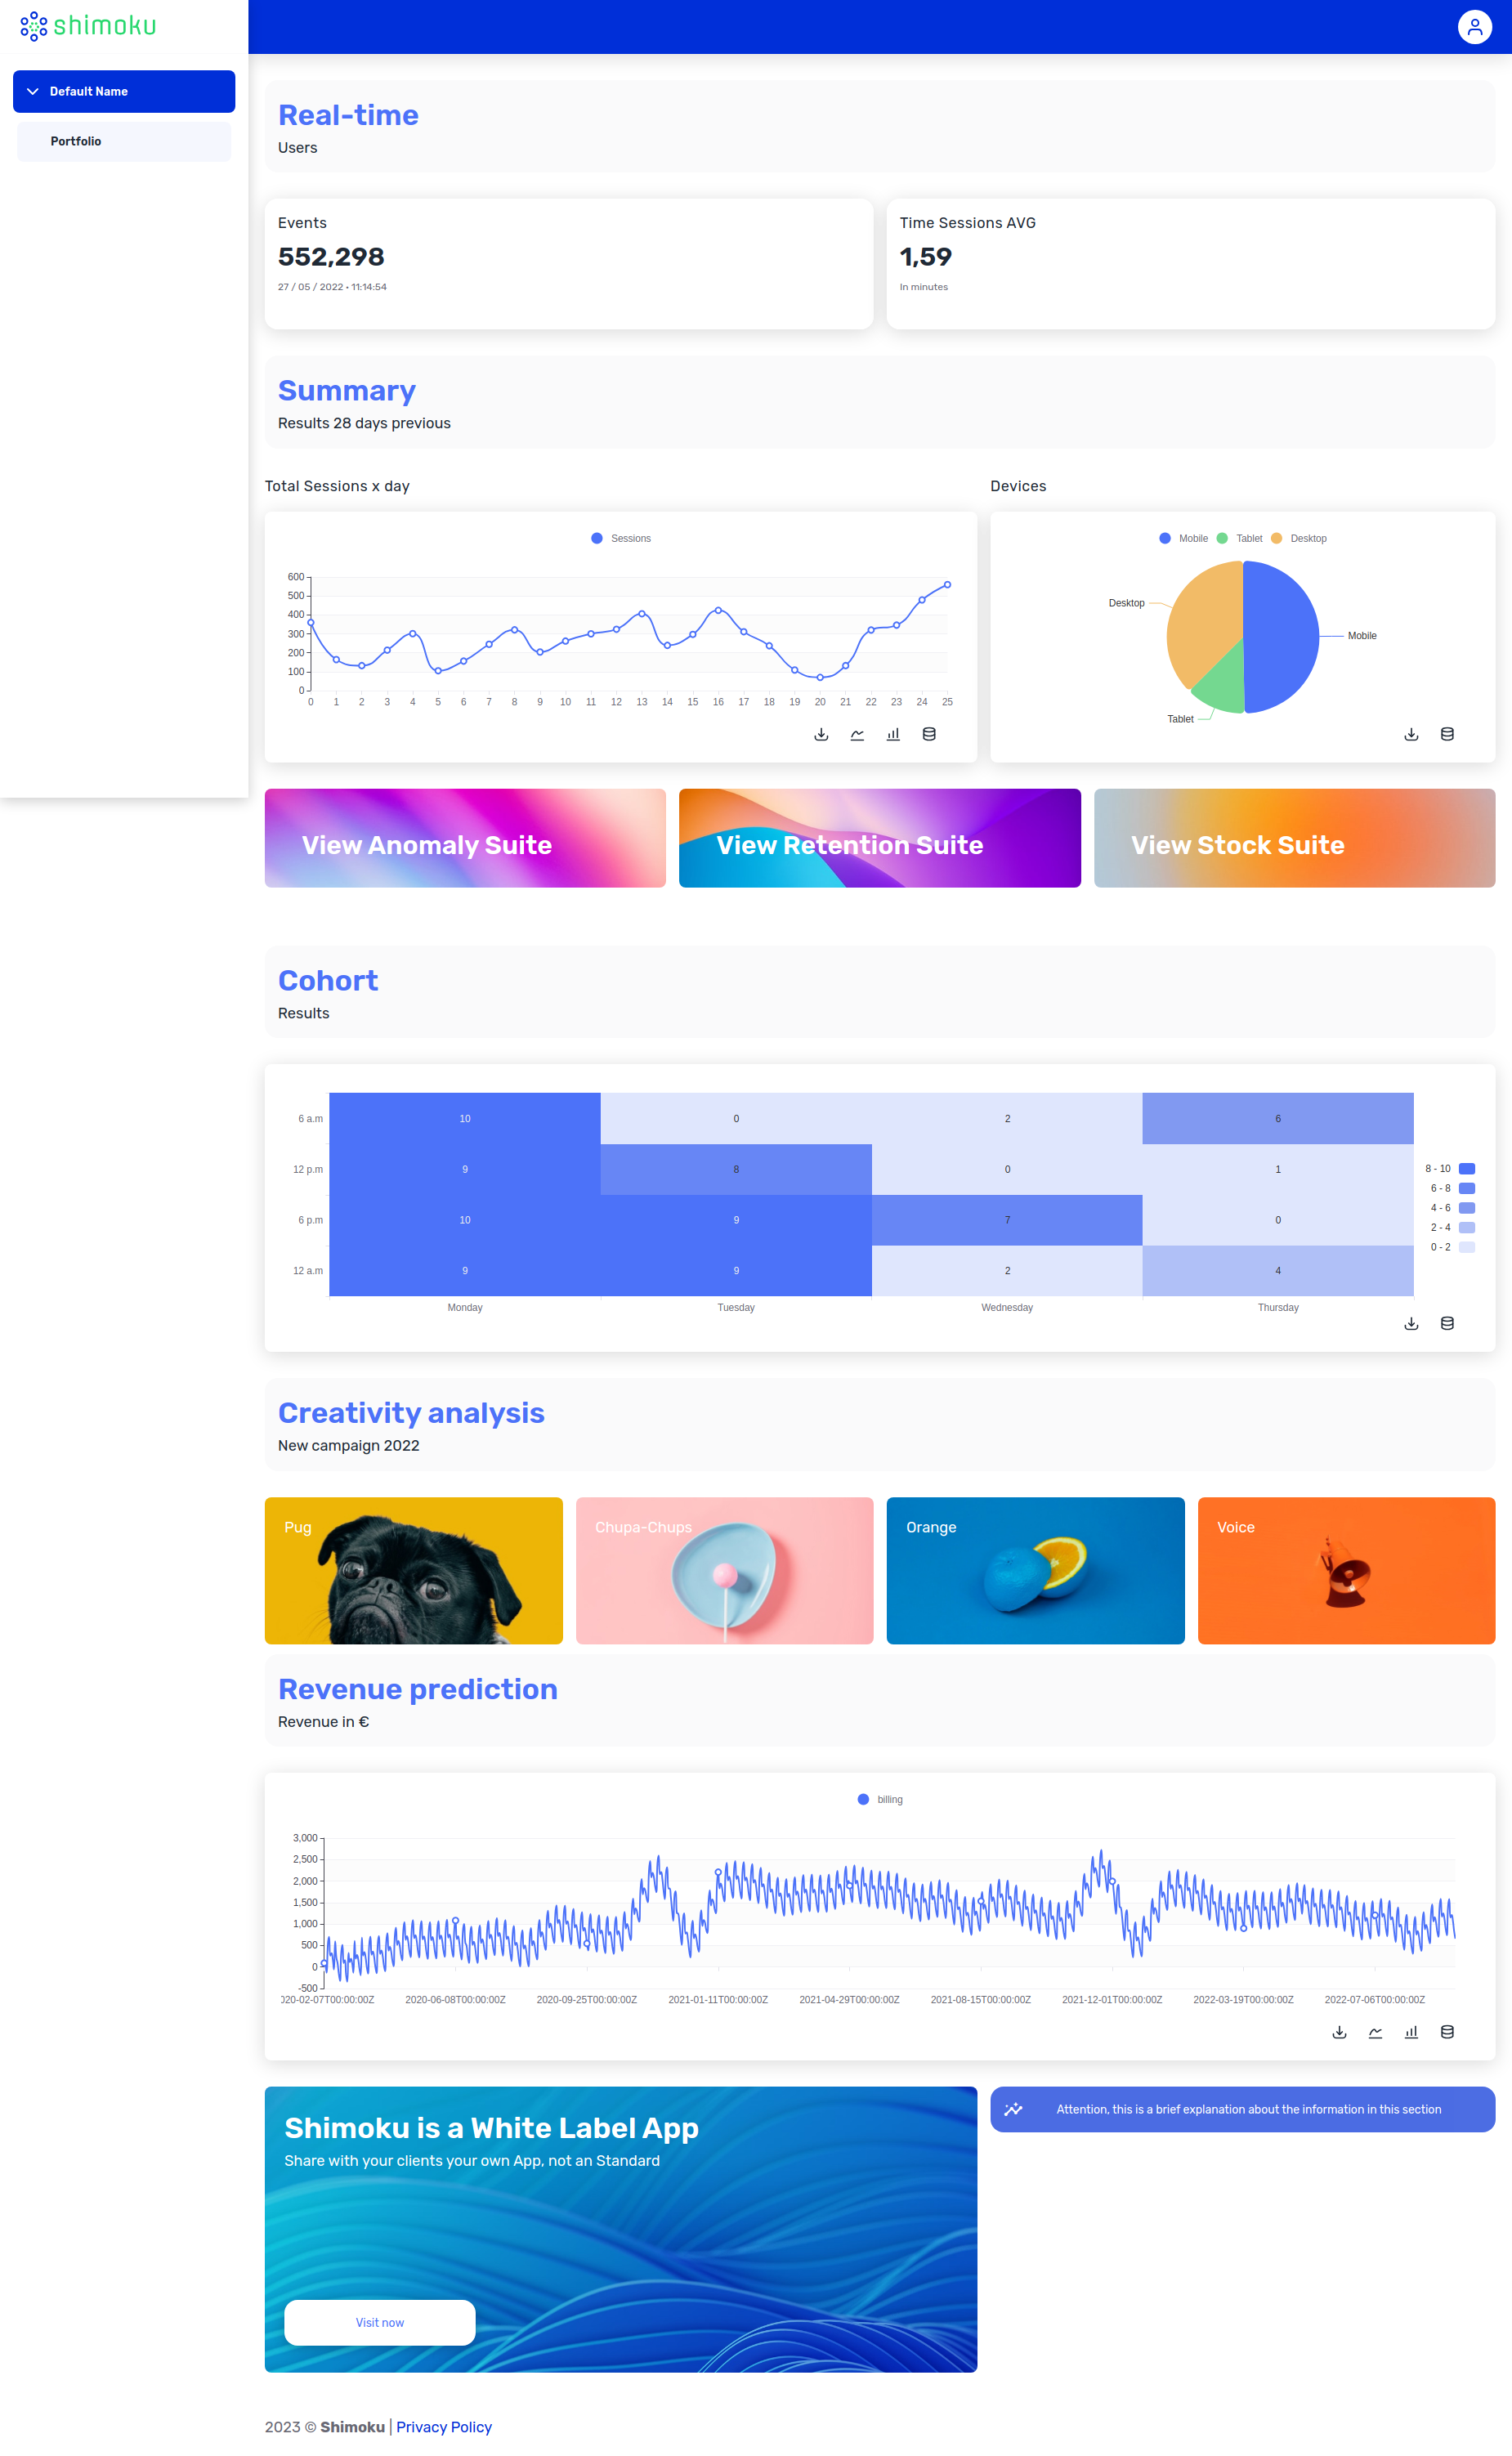 shimoku
Default Name
Portfolio
Real-time
Users
Events
552,298
27 / 05 / 2022 • 11:14:54
Time Sessions AVG
1,59
In minutes
Summary
Results 28 days previous
Total Sessions x day
Sessions
600
500
400
300
200
100
0
0 1 2 3 4 5 6 7 8 9 10 11 12 13 14 15 16 17 18 19 20 21 22 23 24 25
Devices
Mobile Tablet Desktop
Desktop
Mobile
Tablet
View Anomaly Suite
View Retention Suite
View Stock Suite
Cohort
Results
6 a.m 10 0 2 6
12 p.m 9 8 0 1
6 p.m 10 9 7 0
12 a.m 9 9 2 4
Monday Tuesday Wednesday Thursday
8 - 10
6 - 8
4 - 6
2 - 4
0 - 2
Creativity analysis
New campaign 2022
Pug
Chupa-Chups
Orange
Voice
Revenue prediction
Revenue in €
billing
3,000
2,500
2,000
1,500
1,000
500
0
-500
020-02-07T00:00:00Z 2020-06-08T00:00:00Z 2020-09-25T00:00:00Z 2021-01-11T00:00:00Z 2021-04-29T00:00:00Z 2021-08-15T00:00:00Z 2021-12-01T00:00:00Z 2022-03-19T00:00:00Z 2022-07-06T00:00:00Z
Shimoku is a White Label App
Share with your clients your own App, not an Standard
Visit now
Attention, this is a brief explanation about the information in this section
2023 © Shimoku | Privacy Policy